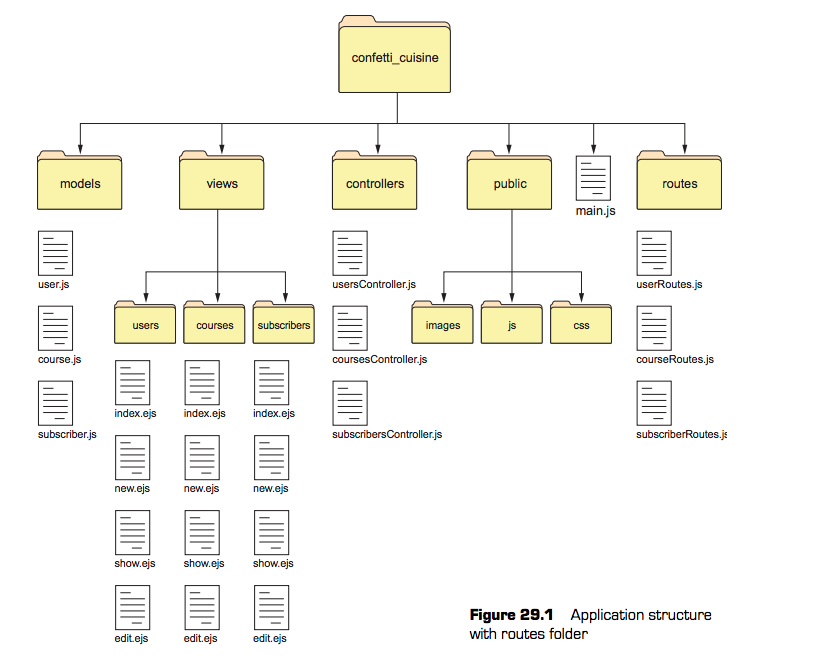 confetti_cuisine
models
views
controllers
public
main.js
routes
user.js
usersController.js
userRoutes.js
users
courses
subscribers
images
js
css
course.js
coursesController.js
courseRoutes.js
index.ejs
index.ejs
index.ejs
subscriber.js
subscribersController.js
subscriberRoutes.js
new.ejs
new.ejs
new.ejs
show.ejs
show.ejs
show.ejs
edit.ejs
edit.ejs
edit.ejs
Figure 29.1 Application structure
with routes folder